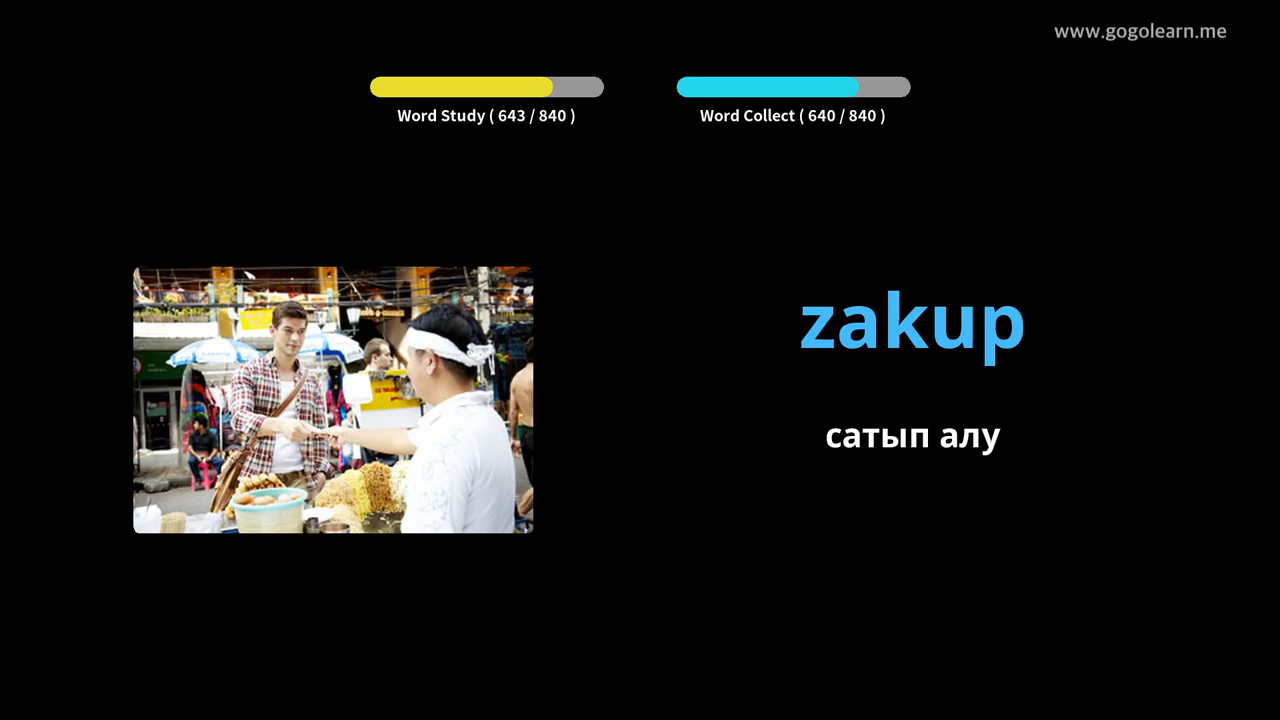 www.gogolearn.me
Word Study ( 643 / 840 )
Word Collect ( 640 / 840 )
zakup
сатып алу